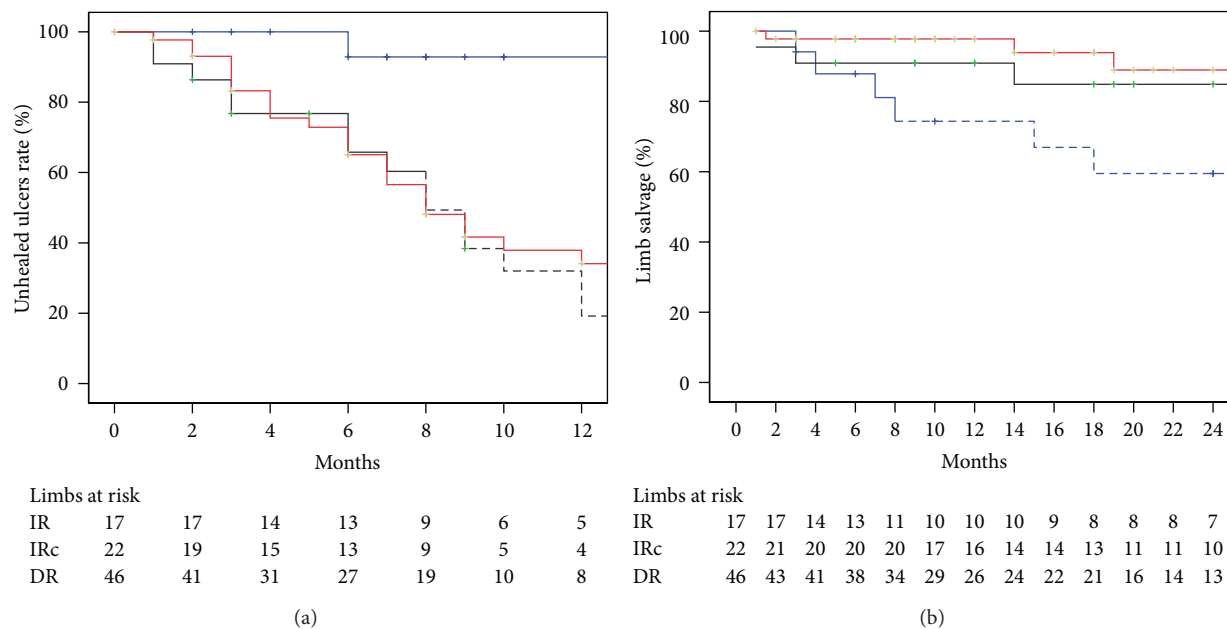 100
80
60
40
20
0
Unhealed ulcers rate (%)
0 2 4 6 8 10 12
Months
Limbs at risk
IR 17 17 14 13 9 6 5
IRc 22 19 15 13 9 5 4
DR 46 41 31 27 19 10 8
(a)
100
80
60
40
20
0
Limb salvage (%)
0 2 4 6 8 10 12 14 16 18 20 22 24
Months
Limbs at risk
IR 17 17 14 13 11 10 10 10 9 8 8 8 7
IRc 22 21 20 20 20 17 16 14 14 13 11 11 10
DR 46 43 41 38 34 29 26 24 22 21 16 14 13
(b)